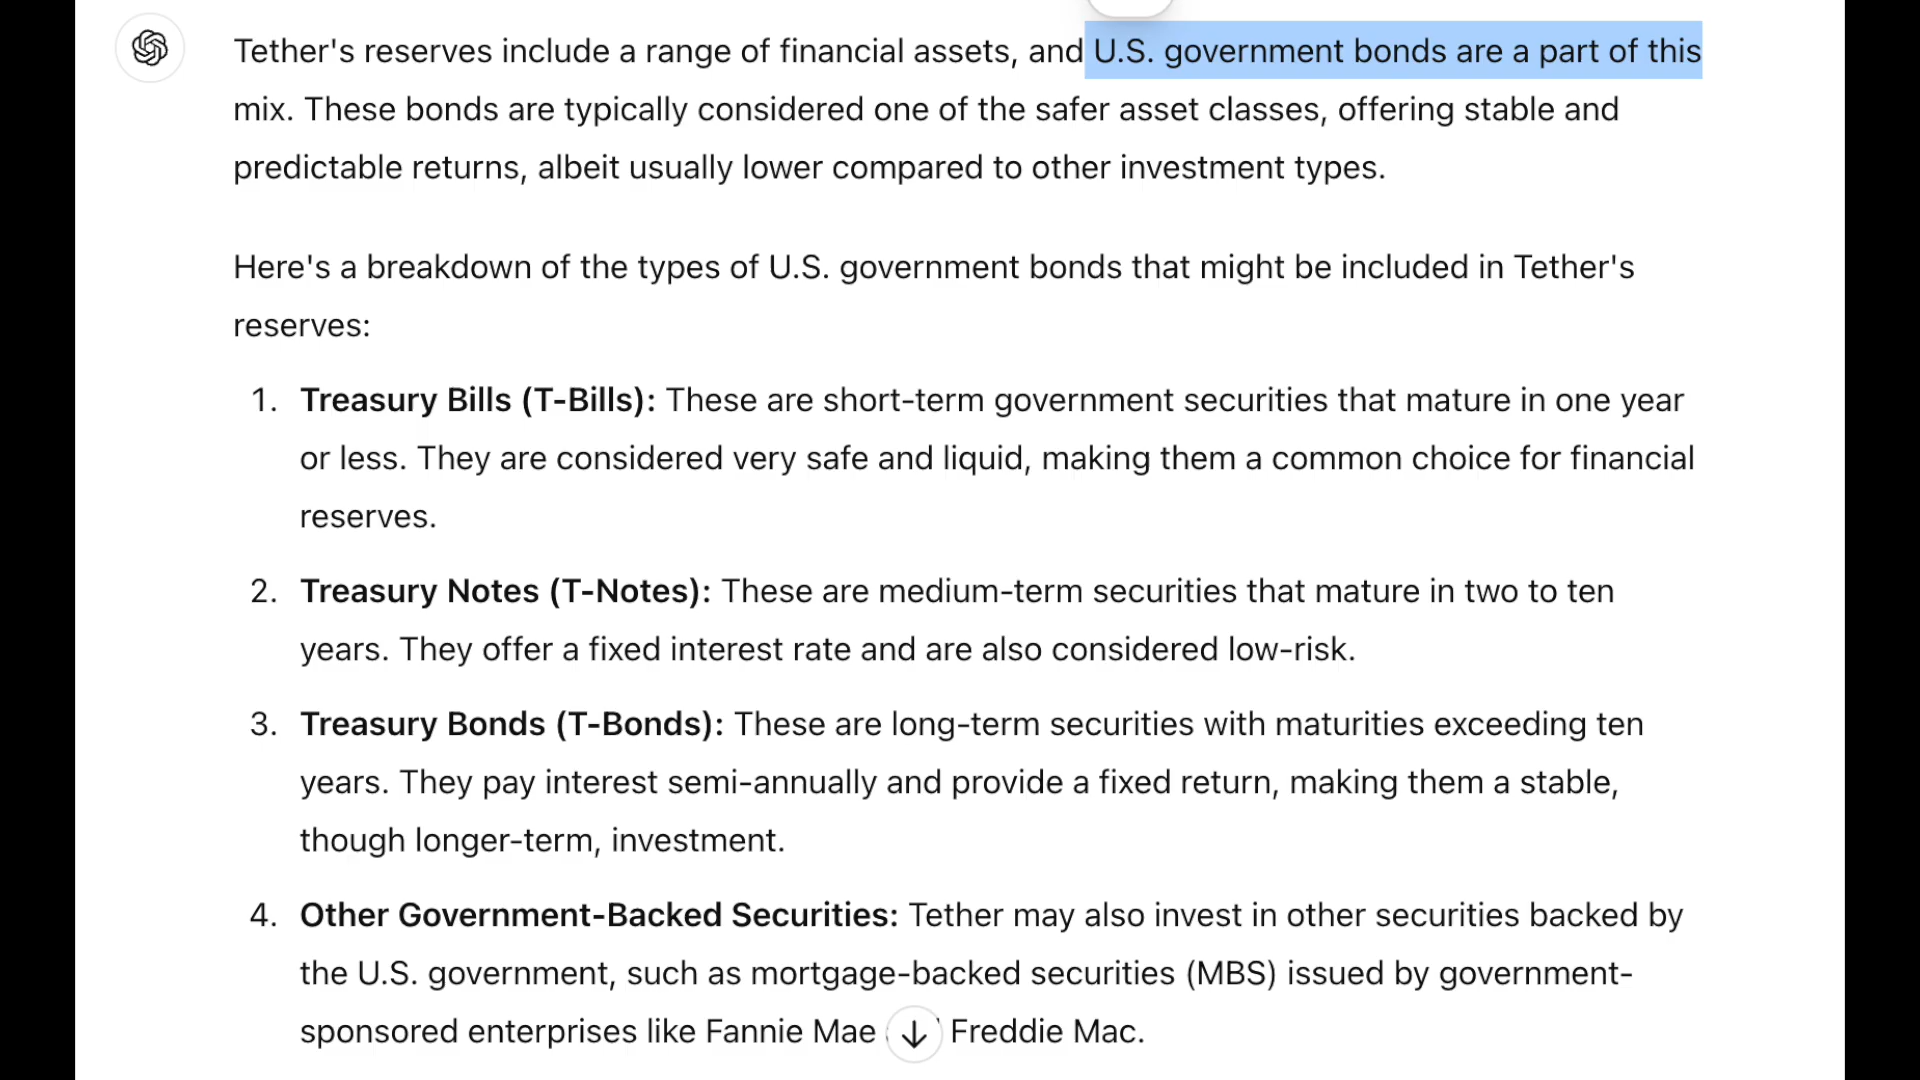 Tether's reserves include a range of financial assets, and U.S. government bonds are a part of this
mix. These bonds are typically considered one of the safer asset classes, offering stable and
predictable returns, albeit usually lower compared to other investment types.
Here's a breakdown of the types of U.S. government bonds that might be included in Tether's
reserves:
1. Treasury Bills (T-Bills): These are short-term government securities that mature in one year
or less. They are considered very safe and liquid, making them a common choice for financial
reserves.
2. Treasury Notes (T-Notes): These are medium-term securities that mature in two to ten
years. They offer a fixed interest rate and are also considered low-risk.
3. Treasury Bonds (T-Bonds): These are long-term securities with maturities exceeding ten
years. They pay interest semi-annually and provide a fixed return, making them a stable,
though longer-term, investment.
4. Other Government-Backed Securities: Tether may also invest in other securities backed by
the U.S. government, such as mortgage-backed securities (MBS) issued by government-
sponsored enterprises like Fannie Mae Freddie Mac.